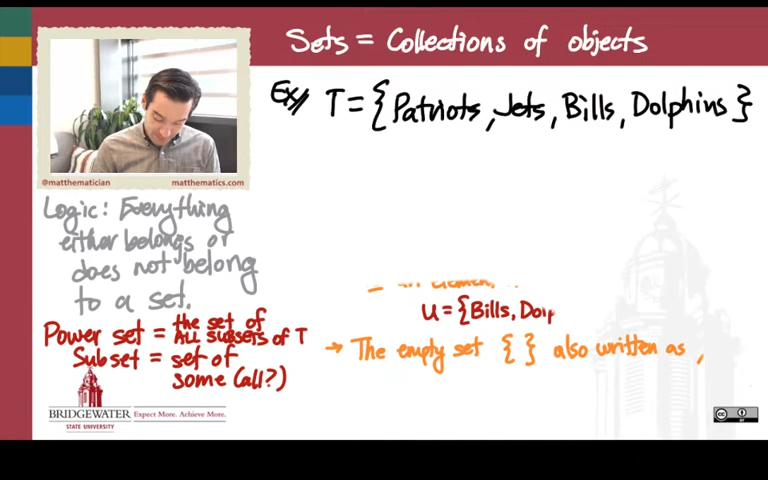 Sets = Collections of objects
Ex/ T = {Patriots, Jets, Bills, Dolphins}
@matthematician matthematics.com
Logic: Everything
either belongs or
does not belong
to a set.
u = {Bills, Dolp
Power set = the set of
ALL subsets of T
Subset = set of
some (all?)
→ The empty set { } also written as ,
BRIDGEWATER
STATE UNIVERSITY
Expect More. Achieve More.
cc
BY